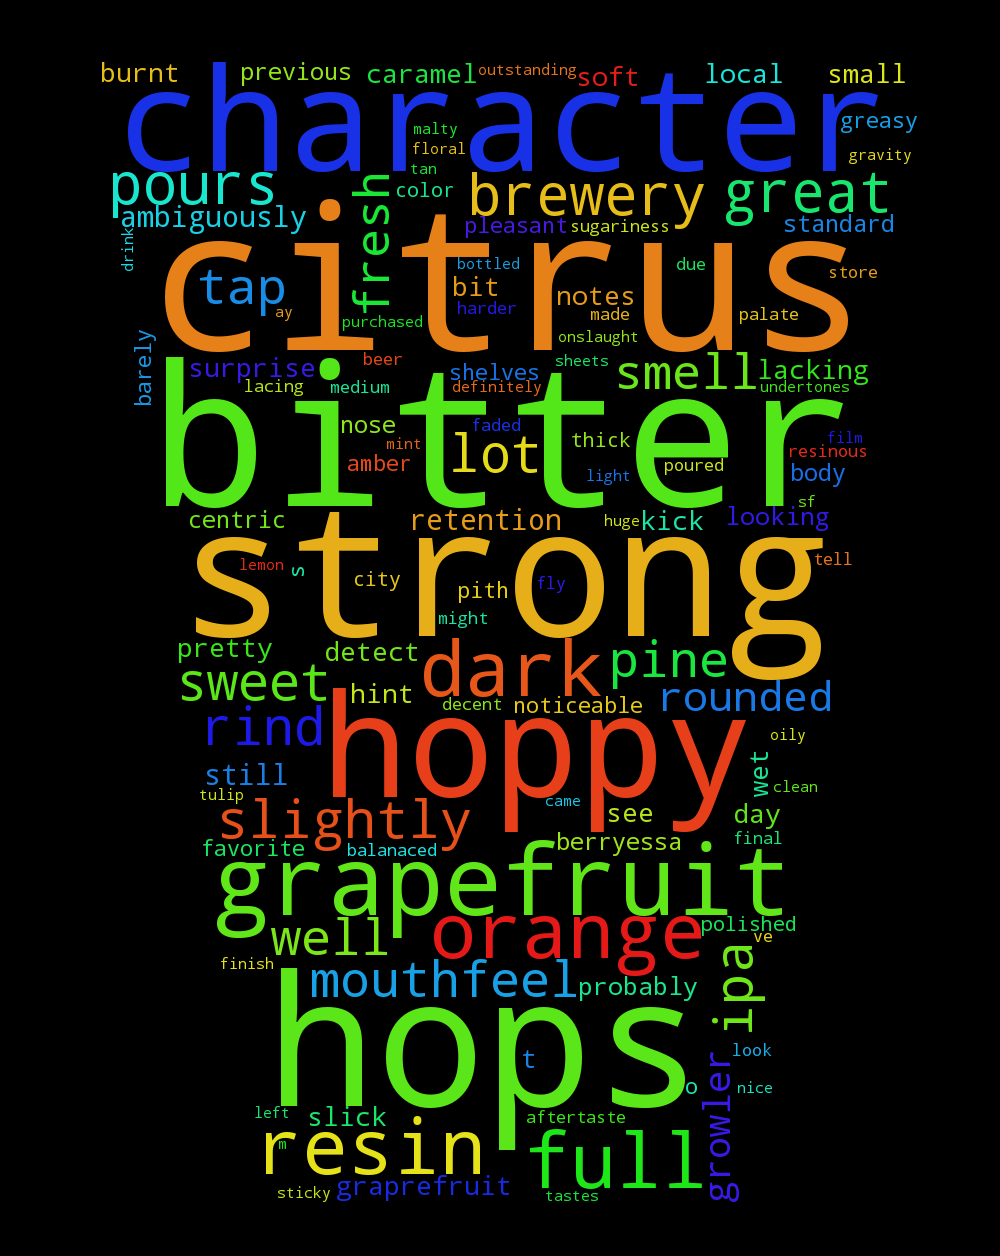 burnt previous caramel outstanding soft local small
character
greasy
malty
floral gravity
tan
pours fresh color brewery great
ambiguously pleasant sugariness standard
drink
citrus
bottled due store
tap bit notes
ay harder made palate
purchased
onslaught
barely surprise beer shelves sheets smell lacking
lacing medium definitely undertones
bitter
nose faded thick film
mint lot resinous
amber light poured body
sf
centric retention huge kick looking
strong
lemon s city pith fly tell
might
pretty detect dark pine
sweet hint decent noticeable rounded
rind hoppy oily
still wet clean
tulip came
slightly see day
favorite balanaced berryessa final
grapefruit
well orange polished
ve
finish mouthfeel probably ipa
hops
t look
o nice
left slick aftertaste growler
resin full
m
sticky graprefruit tastes